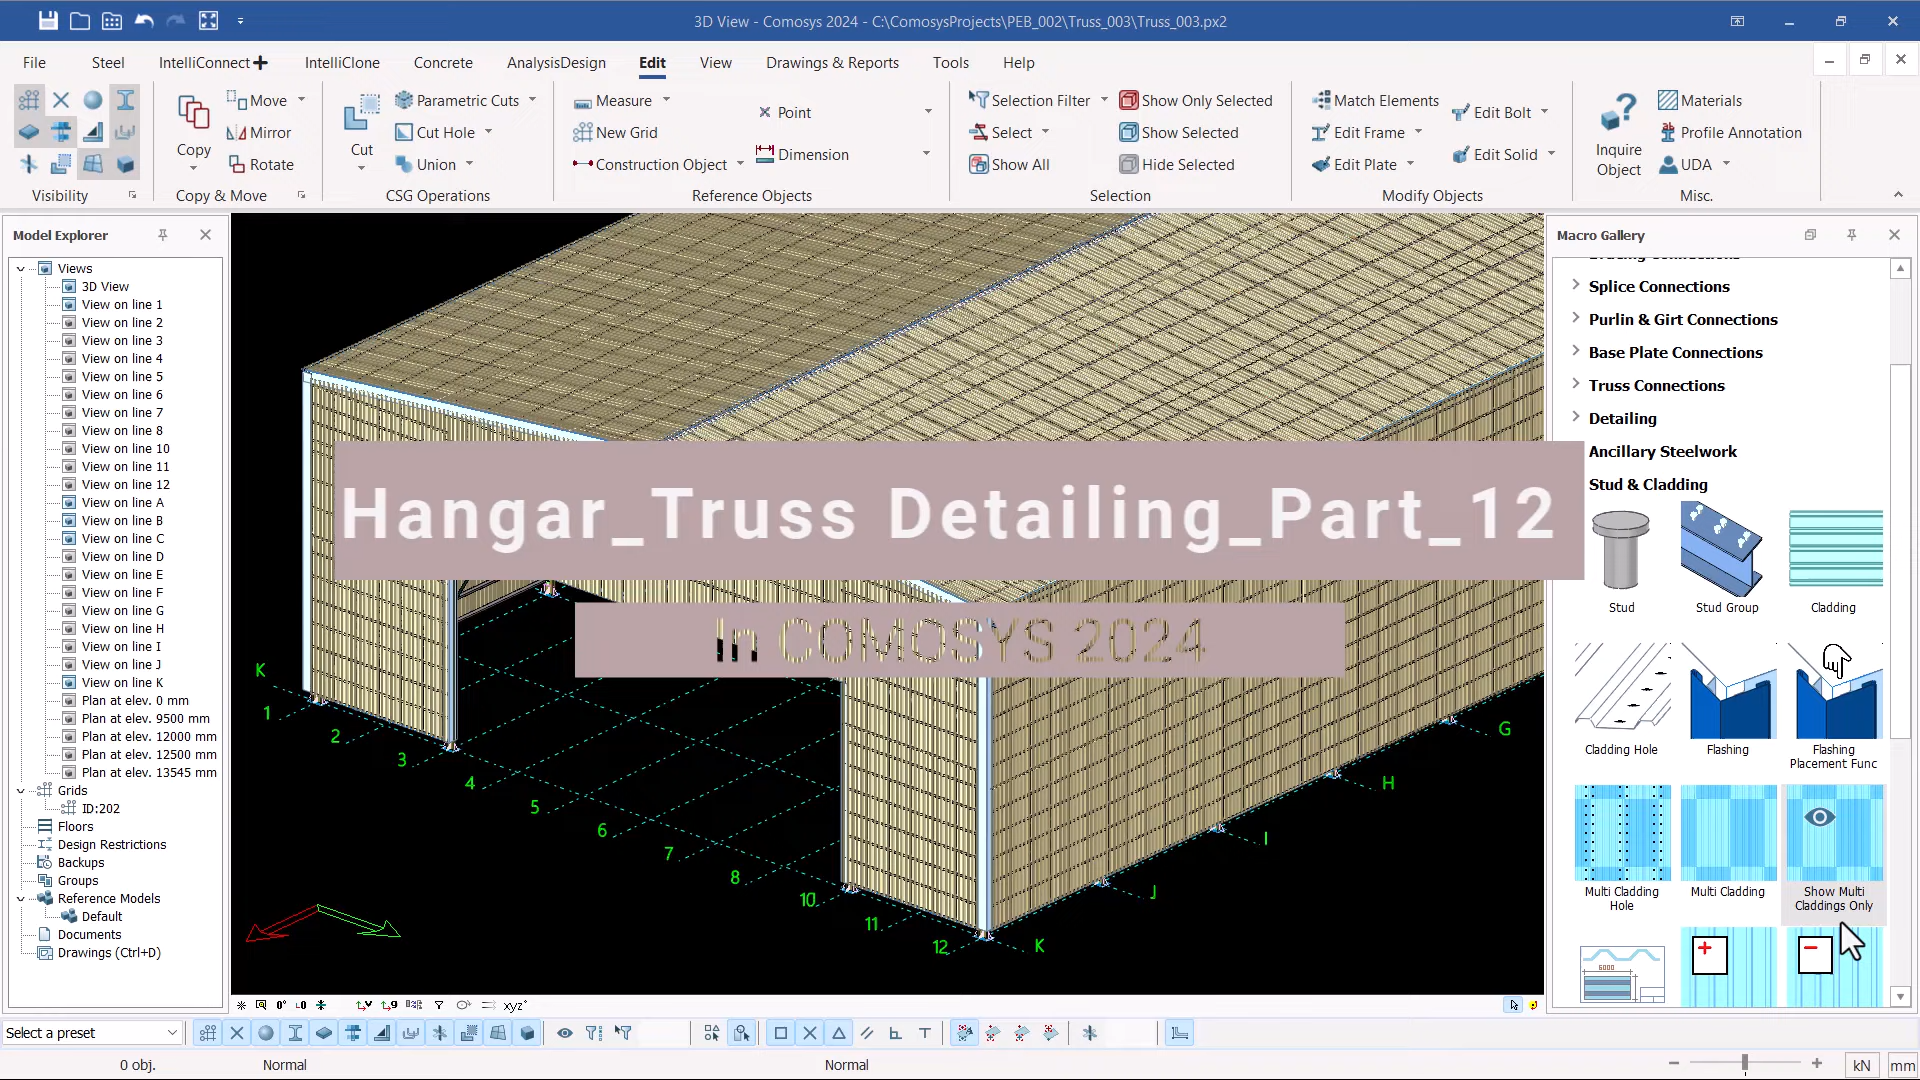 3D View - Comosys 2024 - C:\ComosysProjects\PEB_002\Truss_003\Truss_003.px2
File Steel IntelliConnect IntelliClone Concrete AnalysisDesign Edit View Drawings & Reports Tools Help
Visibility
Copy
Move
Mirror
Rotate
Copy & Move
Cut
Parametric Cuts
Cut Hole
Union
CSG Operations
Measure
New Grid
Construction Object
Point
Dimension
Reference Objects
Selection Filter
Select
Show All
Show Only Selected
Show Selected
Hide Selected
Selection
Match Elements
Edit Frame
Edit Plate
Edit Bolt
Edit Solid
Modify Objects
Inquire
Object
Materials
Profile Annotation
UDA
Misc.
Model Explorer
Views
3D View
View on line 1
View on line 2
View on line 3
View on line 4
View on line 5
View on line 6
View on line 7
View on line 8
View on line 10
View on line 11
View on line 12
View on line A
View on line B
View on line C
View on line D
View on line E
View on line F
View on line G
View on line H
View on line I
View on line J
View on line K
Plan at elev. 0 mm
Plan at elev. 9500 mm
Plan at elev. 12000 mm
Plan at elev. 12500 mm
Plan at elev. 13545 mm
Grids
ID:202
Floors
Design Restrictions
Backups
Groups
Reference Models
Default
Documents
Drawings (Ctrl+D)
Hangar_Truss Detailing_Part_12
In COMOSYS 2024
K
1
2
3
4
5
6
7
8
10
11
12
K
J
I
H
G
Macro Gallery
Splice Connections
Purlin & Girt Connections
Base Plate Connections
Truss Connections
Detailing
Ancillary Steelwork
Stud & Cladding
Stud
Stud Group
Cladding
Cladding Hole
Flashing
Flashing
Placement Func
Multi Cladding
Hole
Multi Cladding
Show Multi
Claddings Only
6000
xyz
Select a preset
0 obj.
Normal
Normal
kN
mm